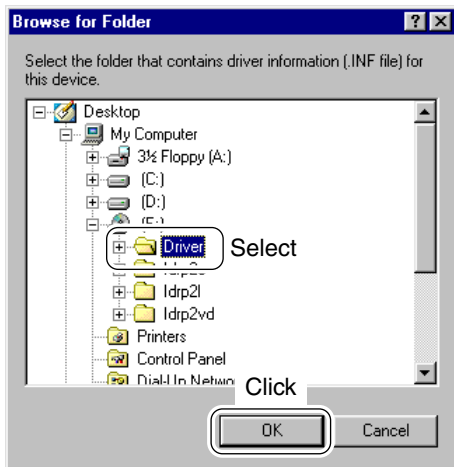 Browse for Folder
Select the folder that contains driver information (.INF file) for
this device.
Desktop
My Computer
3½ Floppy (A:)
(C:)
(D:)
Driver Select
Idrp2l
Idrp2vd
Printers
Control Panel
Click
OK Cancel